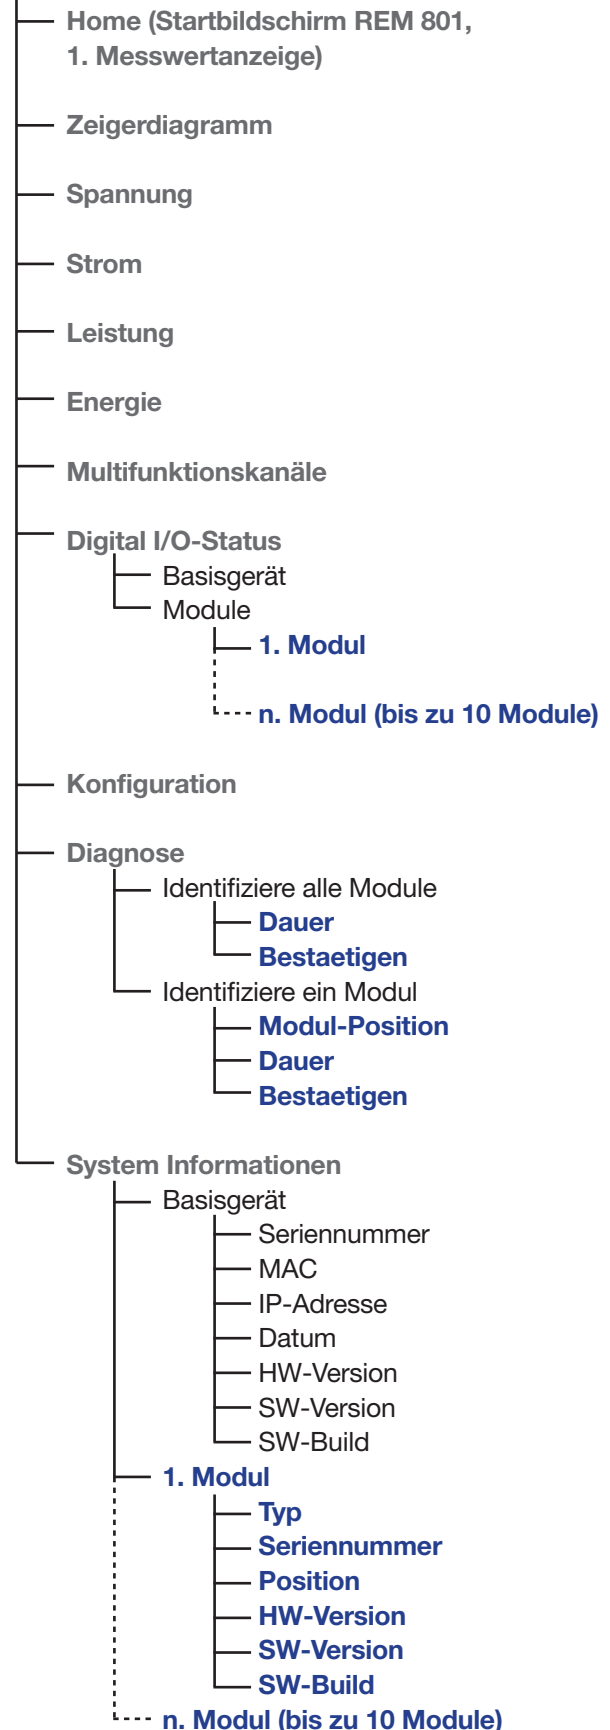 Home (Startbildschirm REM 801,
1. Messwertanzeige)
Zeigerdiagramm
Spannung
Strom
Leistung
Energie
Multifunktionskanäle
Digital I/O-Status
Basisgerät
Module
1. Modul
n. Modul (bis zu 10 Module)
Konfiguration
Diagnose
Identifiziere alle Module
Dauer
Bestaetigen
Identifiziere ein Modul
Modul-Position
Dauer
Bestaetigen
System Informationen
Basisgerät
Seriennummer
MAC
IP-Adresse
Datum
HW-Version
SW-Version
SW-Build
1. Modul
Typ
Seriennummer
Position
HW-Version
SW-Version
SW-Build
n. Modul (bis zu 10 Module)